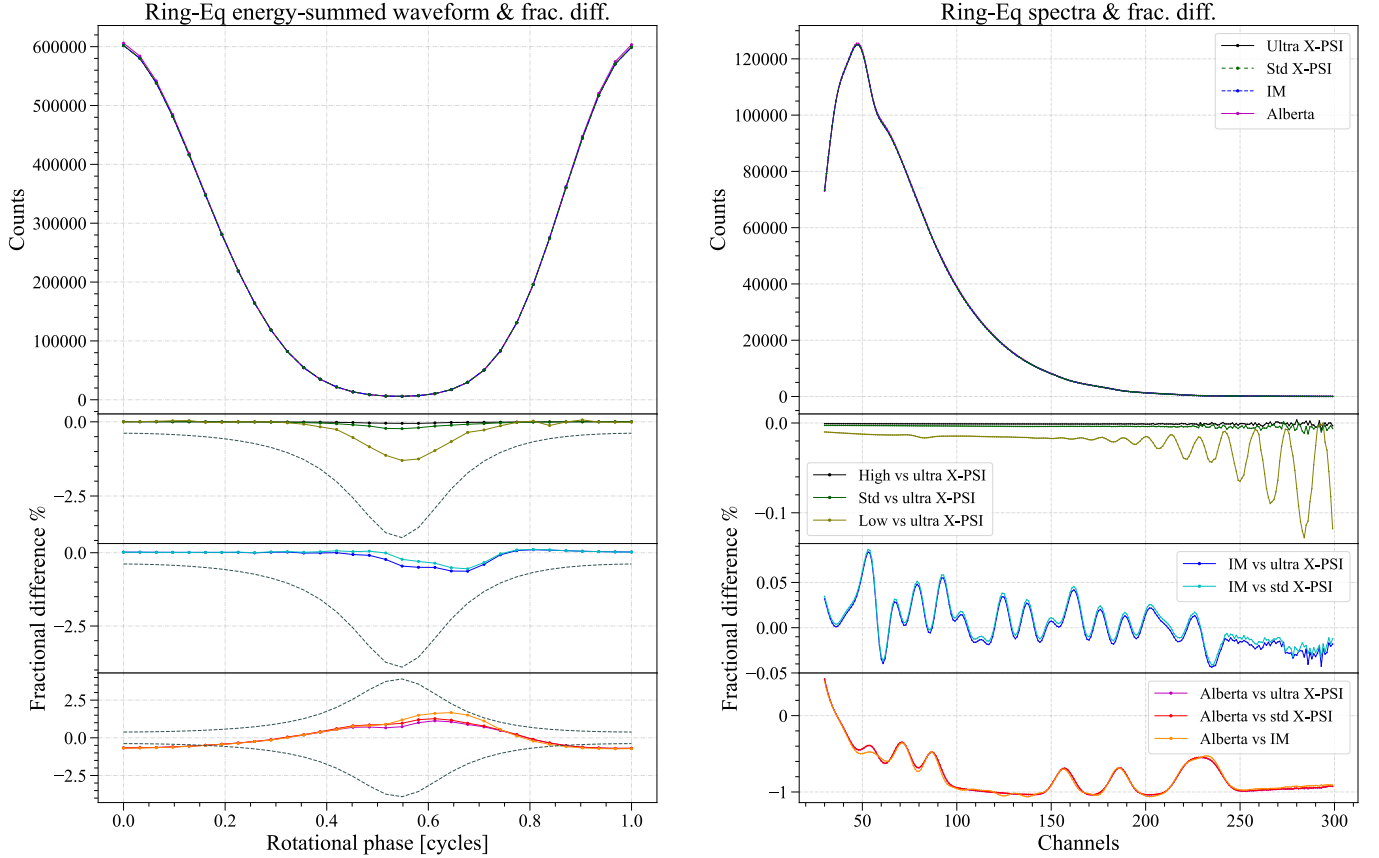 Ring-Eq energy-summed waveform & frac. diff.
600000
500000
400000
300000
200000
100000
0
Counts
0.0
−2.5
0.0
−2.5
2.5
0.0
−2.5
Fractional difference %
0.0
0.2
0.4
0.6
0.8
1.0
Rotational phase [cycles]
Ring-Eq spectra & frac. diff.
120000
100000
80000
60000
40000
20000
0
Counts
Ultra X-PSI
Std X-PSI
IM
Alberta
0.0
−0.1
High vs ultra X-PSI
Std vs ultra X-PSI
Low vs ultra X-PSI
0.05
0.00
−0.05
IM vs ultra X-PSI
IM vs std X-PSI
0
−1
Alberta vs ultra X-PSI
Alberta vs std X-PSI
Alberta vs IM
Fractional difference %
50
100
150
200
250
300
Channels